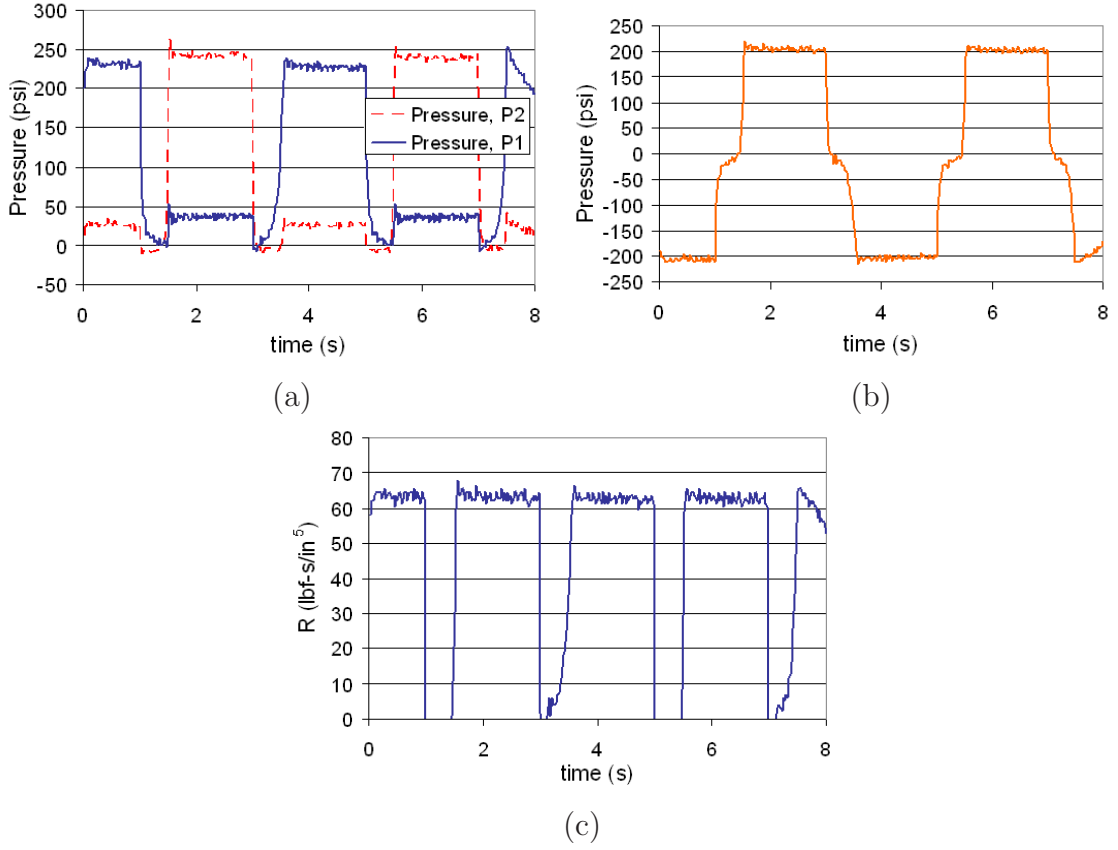 300
250
200
150
100
50
0
-50
Pressure (psi)
Pressure, P2
Pressure, P1
0 2 4 6 8
time (s)
(a)
250
200
150
100
50
0
-50
-100
-150
-200
-250
Pressure (psi)
0 2 4 6 8
time (s)
(b)
80
70
60
50
40
30
20
10
0
R (lbf-s/in⁵)
0 2 4 6 8
time (s)
(c)